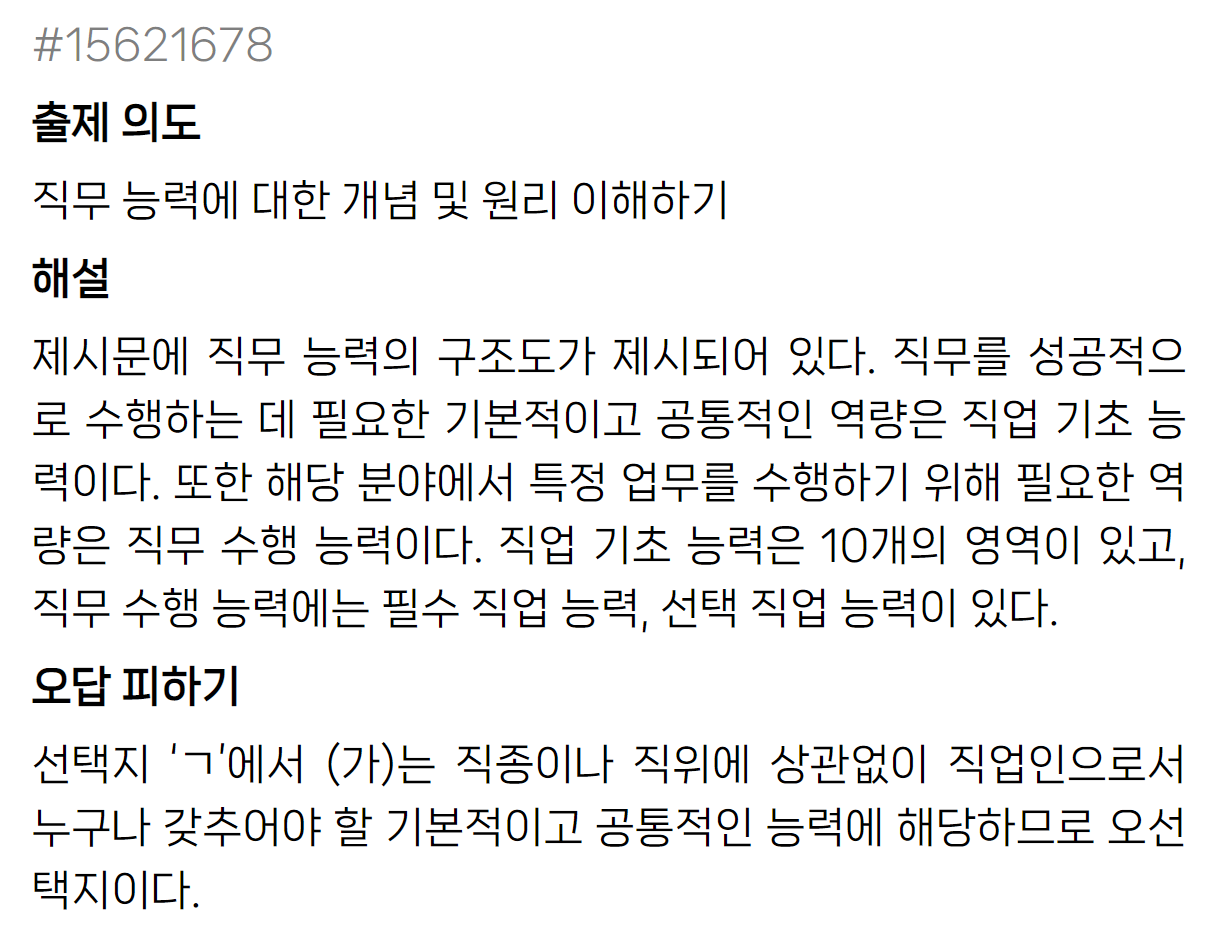 #15621678
출제 의도
직무 능력에 대한 개념 및 원리 이해하기
해설
제시문에 직무 능력의 구조도가 제시되어 있다. 직무를 성공적으
로 수행하는 데 필요한 기본적이고 공통적인 역량은 직업 기초 능
력이다. 또한 해당 분야에서 특정 업무를 수행하기 위해 필요한 역
량은 직무 수행 능력이다. 직업 기초 능력은 10개의 영역이 있고,
직무 수행 능력에는 필수 직업 능력, 선택 직업 능력이 있다.
오답 피하기
선택지 ‘ㄱ’에서 (가)는 직종이나 직위에 상관없이 직업인으로서
누구나 갖추어야 할 기본적이고 공통적인 능력에 해당하므로 오선
택지이다.